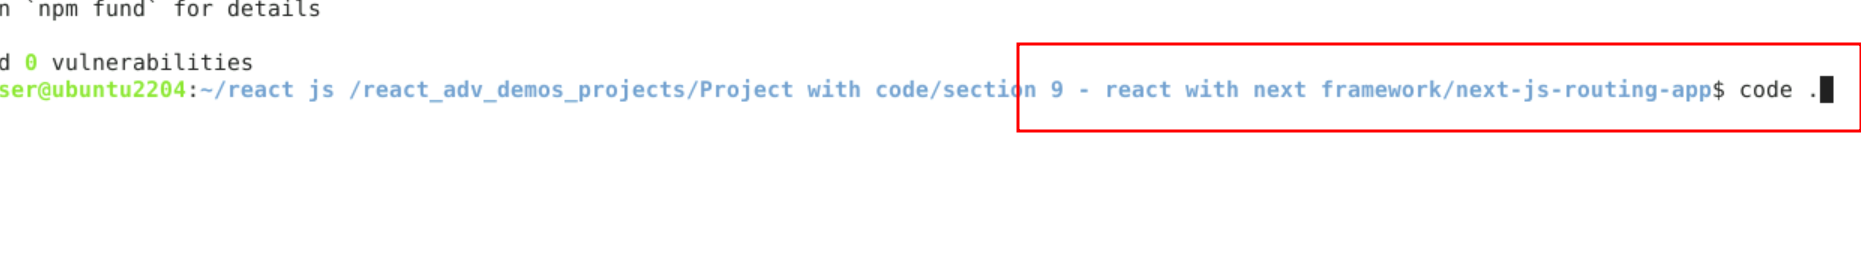 n `npm fund` for details
d 0 vulnerabilities
ser@ubuntu2204:~/react js /react_adv_demos_projects/Project with code/section 9 - react with next framework/next-js-routing-app$ code .